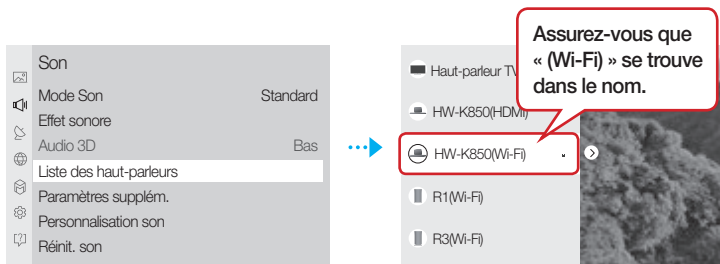 Son
Mode Son Standard
Effet sonore
Audio 3D Bas
Liste des haut-parleurs
Paramètres supplém.
Personnalisation son
Réinit. son
Haut-parleur TV
HW-K850(HDMI)
HW-K850(Wi-Fi)
R1(Wi-Fi)
R3(Wi-Fi)
Assurez-vous que
« (Wi-Fi) » se trouve
dans le nom.